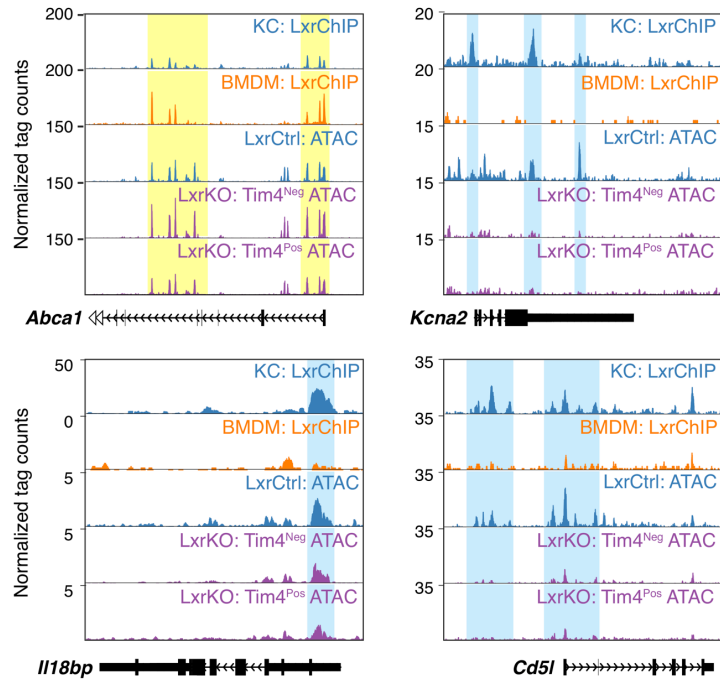 200
KC: LxrChIP
200
BMDM: LxrChIP
150
LxrCtrl: ATAC
150
LxrKO: Tim4Neg ATAC
150
LxrKO: Tim4Pos ATAC
Normalized tag counts
Abca1
20
KC: LxrChIP
20
BMDM: LxrChIP
15
LxrCtrl: ATAC
15
LxrKO: Tim4Neg ATAC
15
LxrKO: Tim4Pos ATAC
Kcna2
50
KC: LxrChIP
0
BMDM: LxrChIP
5
LxrCtrl: ATAC
5
LxrKO: Tim4Neg ATAC
5
LxrKO: Tim4Pos ATAC
Normalized tag counts
Il18bp
35
KC: LxrChIP
35
BMDM: LxrChIP
35
LxrCtrl: ATAC
35
LxrKO: Tim4Neg ATAC
35
LxrKO: Tim4Pos ATAC
Cd5l